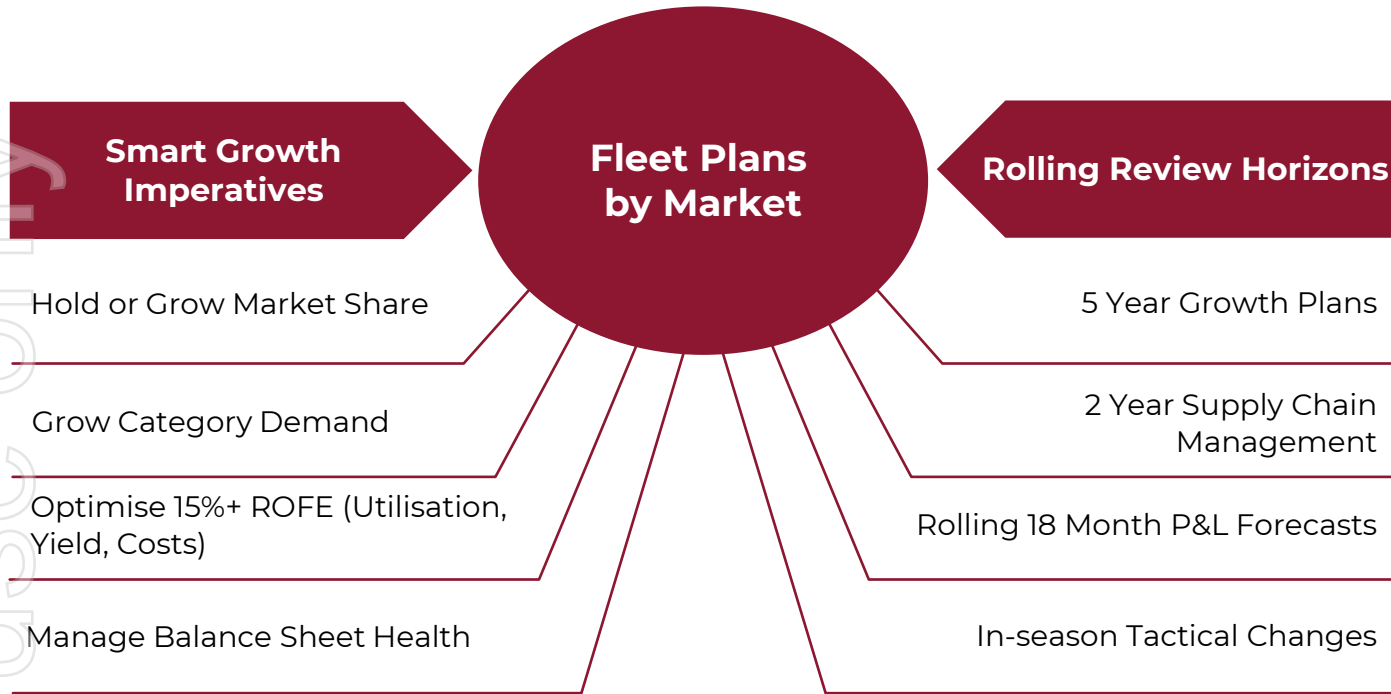 Smart Growth
Imperatives
Fleet Plans
by Market
Rolling Review Horizons
Hold or Grow Market Share
Grow Category Demand
Optimise 15%+ ROFE (Utilisation,
Yield, Costs)
Manage Balance Sheet Health
5 Year Growth Plans
2 Year Supply Chain
Management
Rolling 18 Month P&L Forecasts
In-season Tactical Changes